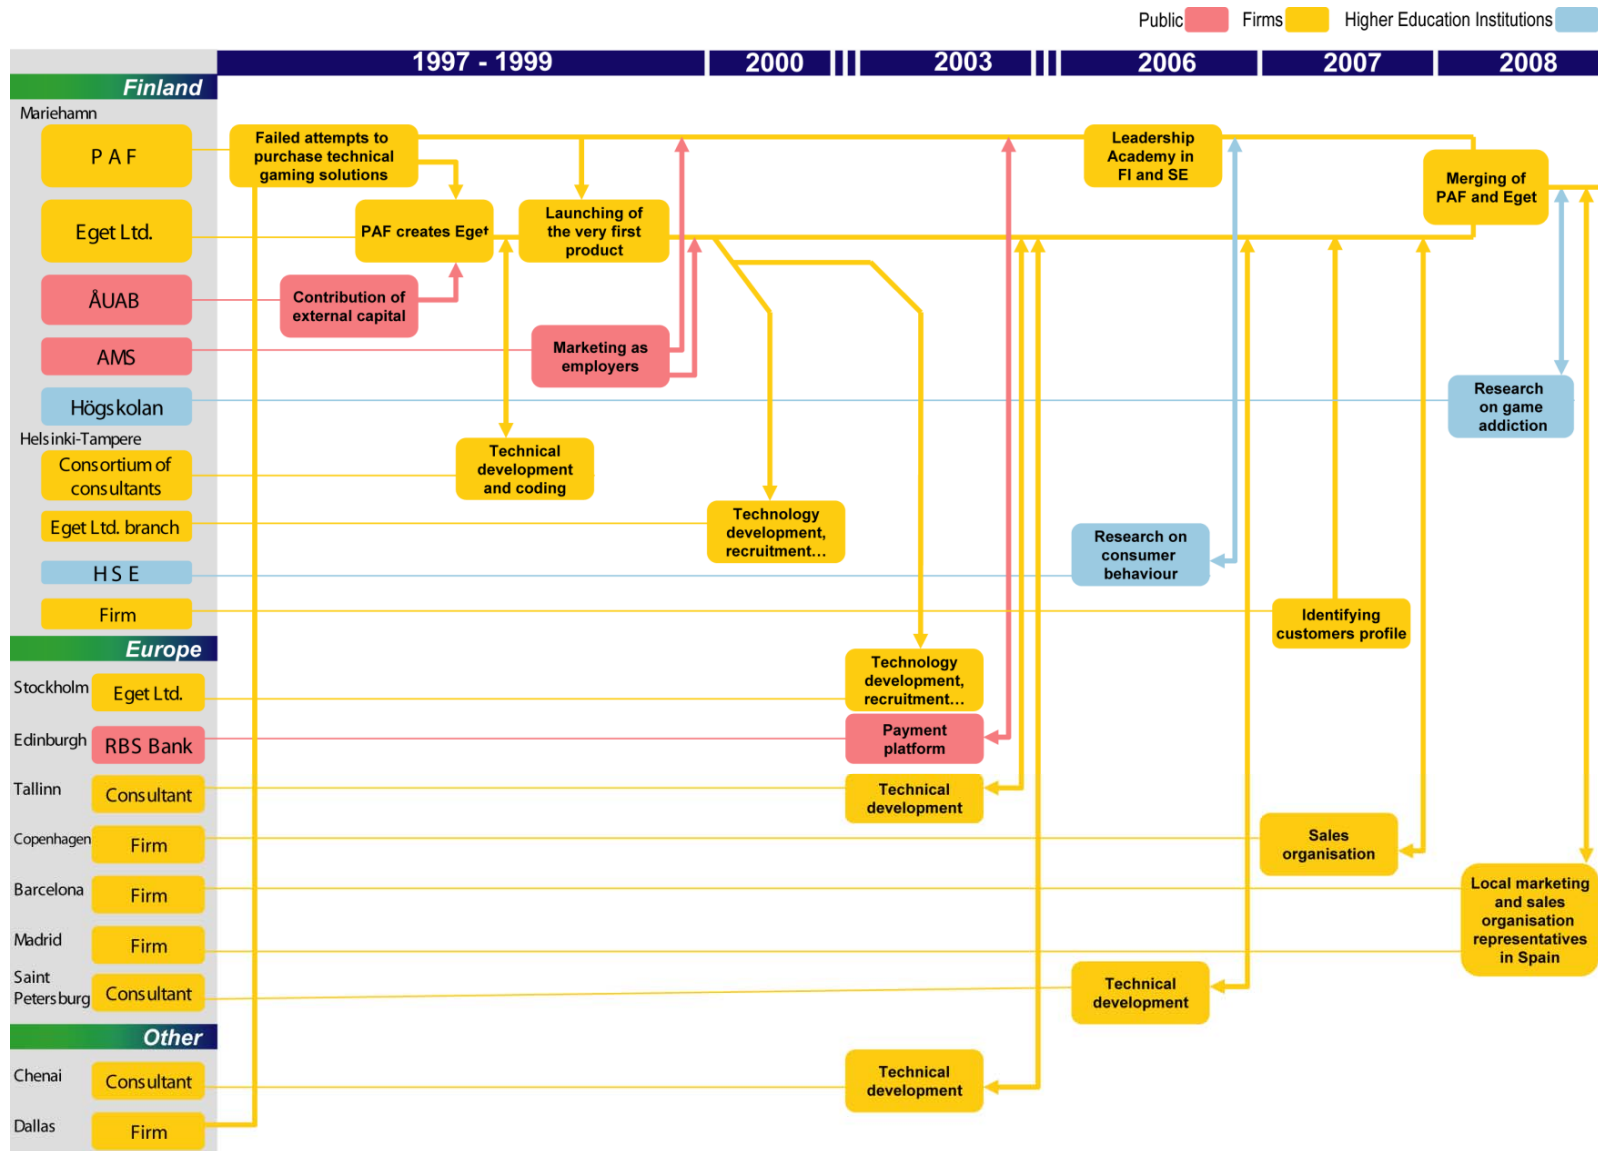 Public
Firms
Higher Education Institutions
1997 - 1999
2000
2003
2006
2007
2008
Finland
Mariehamn
PAF
Failed attempts to
purchase technical
gaming solutions
Leadership
Academy in
FI and SE
Merging of
PAF and Eget
Eget Ltd.
PAF creates Eget
Launching of
the very first
product
ÅUAB
Contribution of
external capital
AMS
Marketing as
employers
Högskolan
Research
on game
addiction
Helsinki-Tampere
Consortium of
consultants
Technical
development
and coding
Eget Ltd. branch
Technology
development,
recruitment…
HSE
Research on
consumer
behaviour
Firm
Identifying
customers profile
Europe
Stockholm
Eget Ltd.
Technology
development,
recruitment…
Edinburgh
RBS Bank
Payment
platform
Tallinn
Consultant
Technical
development
Copenhagen
Firm
Sales
organisation
Barcelona
Firm
Local marketing
and sales
organisation
representatives
in Spain
Madrid
Firm
Saint
Petersburg
Consultant
Technical
development
Other
Chenai
Consultant
Technical
development
Dallas
Firm